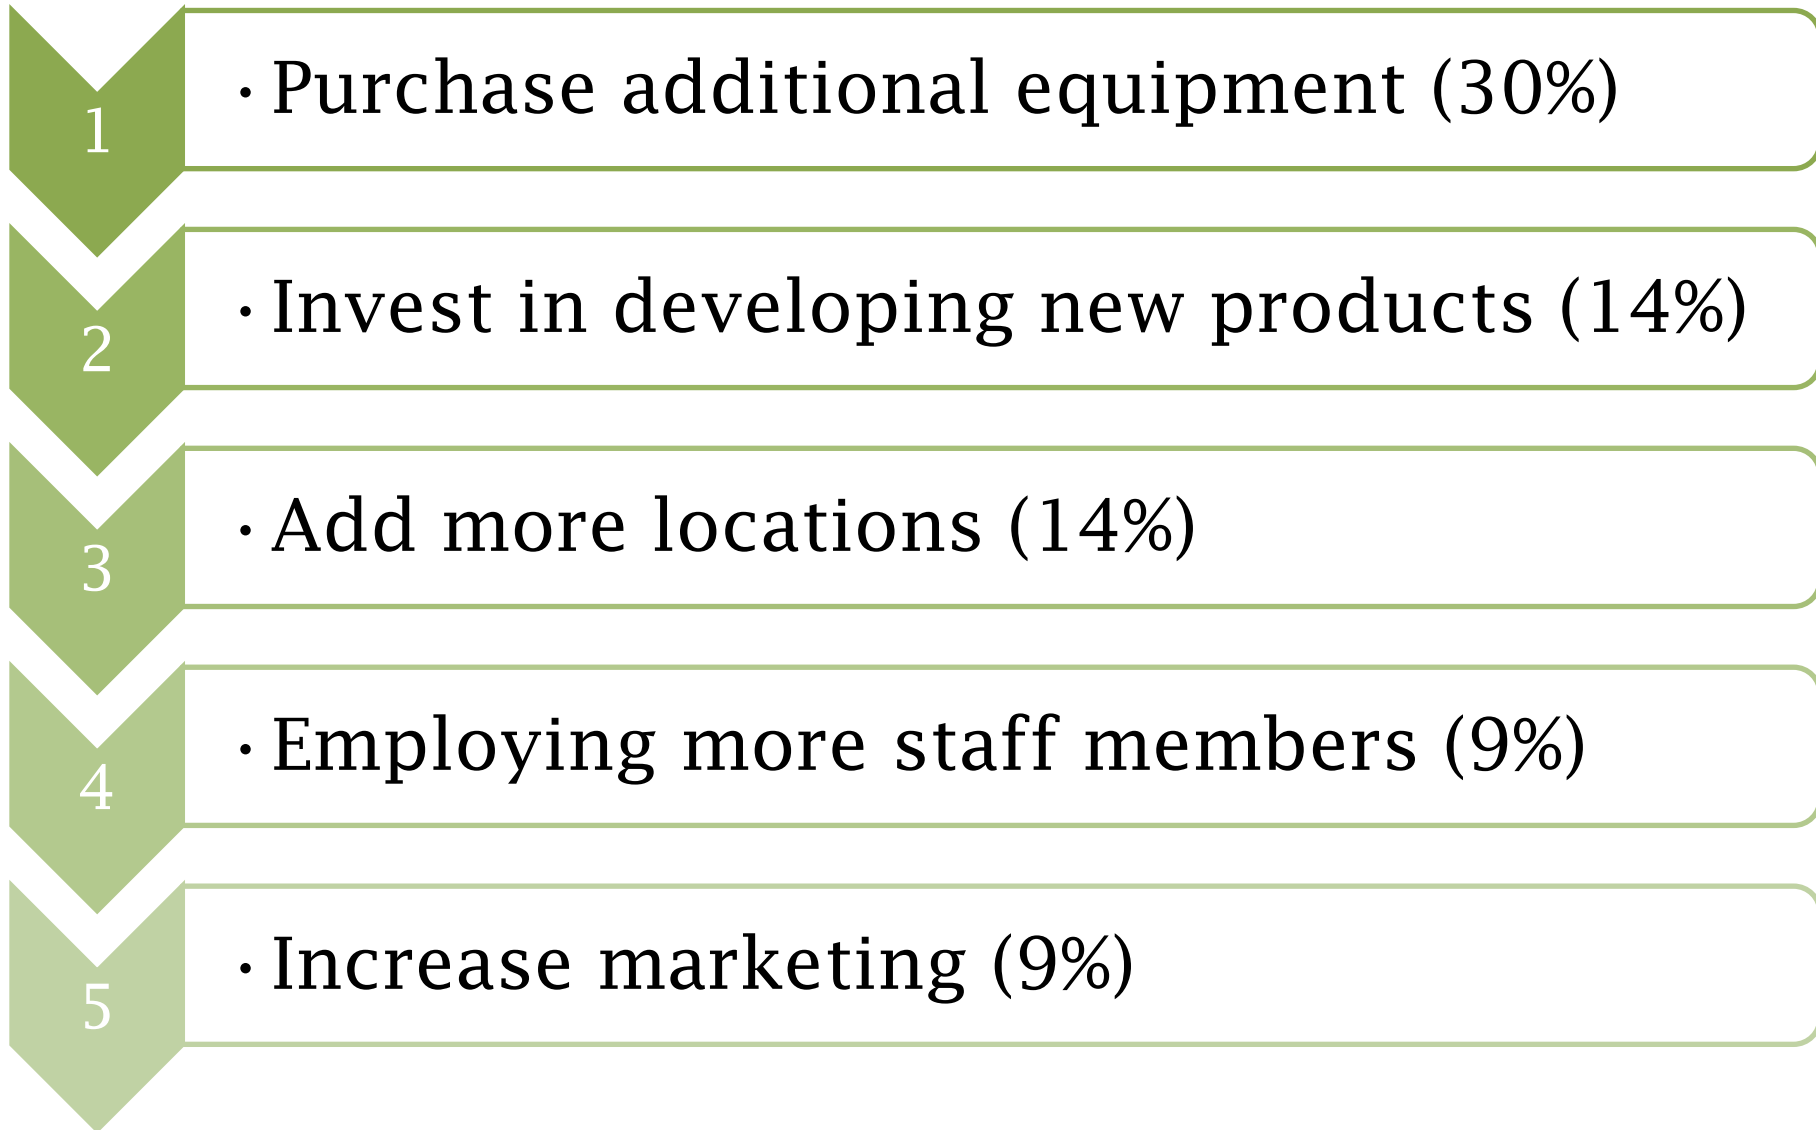 1
· Purchase additional equipment (30%)
2
· Invest in developing new products (14%)
3
· Add more locations (14%)
4
· Employing more staff members (9%)
5
· Increase marketing (9%)